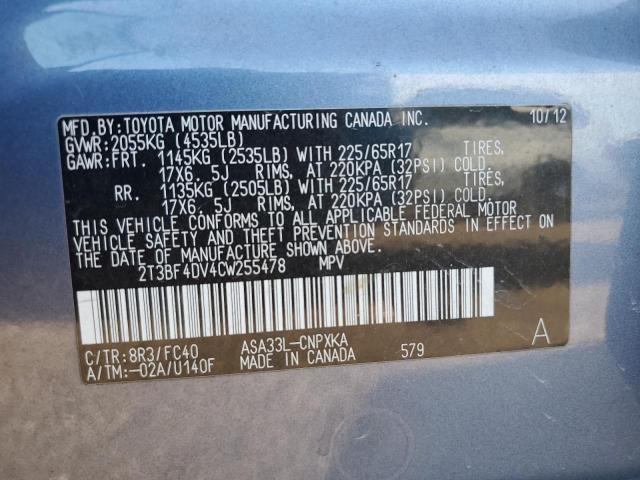 MFD.BY:TOYOTA MOTOR MANUFACTURING CANADA INC. 10/12
GVWR:2055KG (4535LB)
GAWR:FRT. 1145KG (2535LB) WITH 225/65R17 TIRES,
17X6. 5J RIMS, AT 220KPA (32PSI) COLD.
RR. 1135KG (2505LB) WITH 225/65R17 TIRES,
17X6. 5J RIMS, AT 220KPA (32PSI) COLD.
THIS VEHICLE CONFORMS TO ALL APPLICABLE FEDERAL MOTOR
VEHICLE SAFETY AND THEFT PREVENTION STANDARDS IN EFFECT
ON THE DATE OF MANUFACTURE SHOWN ABOVE.
2T3BF4DV4CW255478 MPV
C/TR:8R3/FC40 ASA33L-CNPXKA A
A/TM:-02A/U140F MADE IN CANADA 579